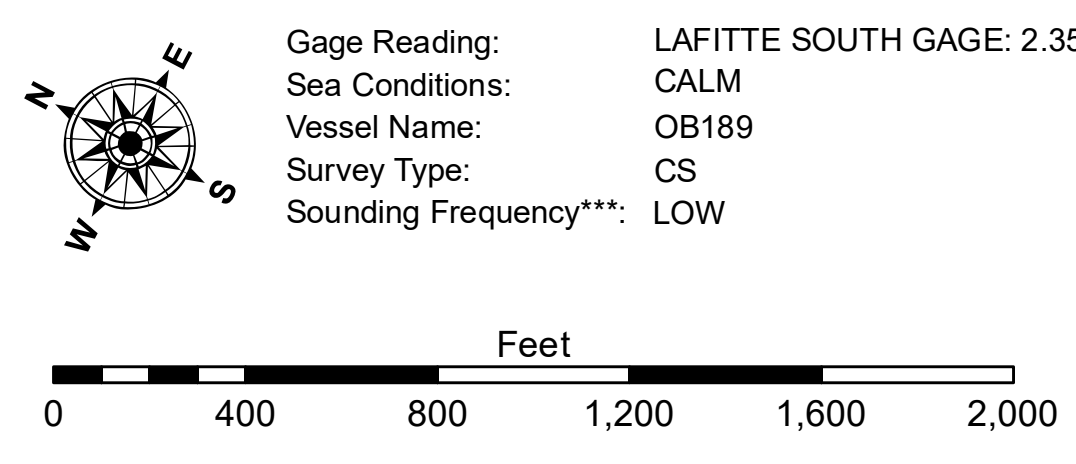 E
N
S
W
Gage Reading: LAFITTE SOUTH GAGE: 2.35
Sea Conditions: CALM
Vessel Name: OB189
Survey Type: CS
Sounding Frequency***: LOW
Feet
0 400 800 1,200 1,600 2,000